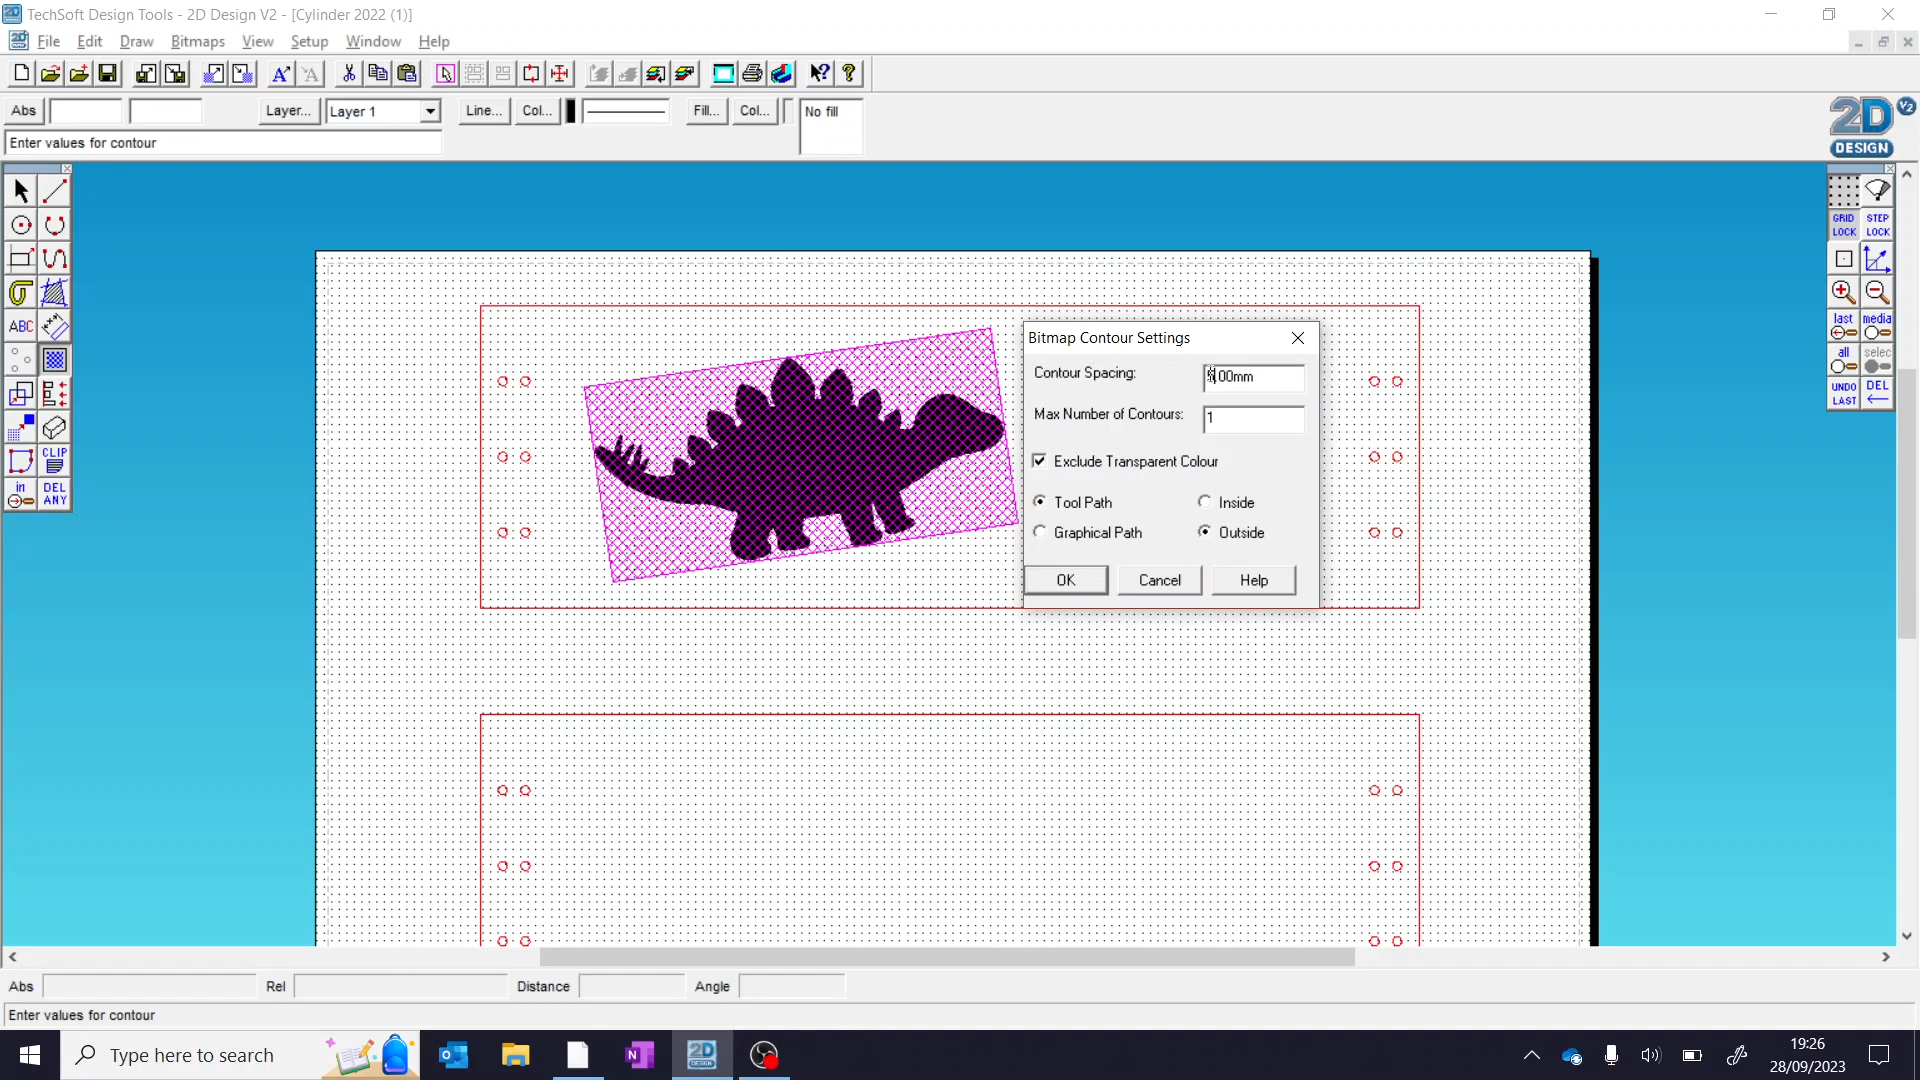 TechSoft Design Tools - 2D Design V2 - [Cylinder 2022 (1)]
File Edit Draw Bitmaps View Setup Window Help
Abs Layer... Layer 1 Line... Col... Fill... Col... No fill
Enter values for contour
2D V2
DESIGN
GRID LOCK
STEP LOCK
ABC
last
media
all
selec
UNDO LAST
DEL
CLIP
in
DEL ANY
Bitmap Contour Settings
Contour Spacing:
Max Number of Contours: 1
Exclude Transparent Colour
Tool Path Inside
Graphical Path Outside
OK Cancel Help
Abs Rel Distance Angle
Enter values for contour
Type here to search
2D DESIGN
19:26
28/09/2023